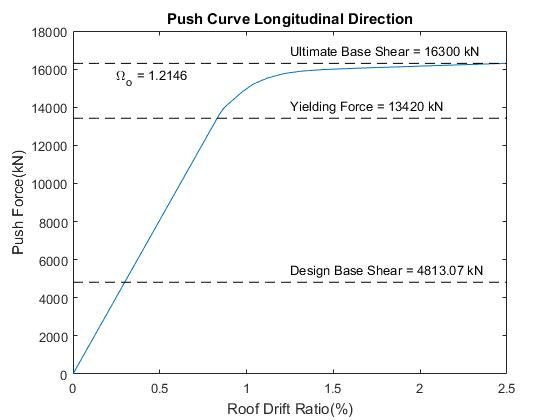 Push Curve Longitudinal Direction
18000
16000
14000
12000
10000
8000
6000
4000
2000
0
Push Force(kN)
Ultimate Base Shear = 16300 kN
Ωo = 1.2146
Yielding Force = 13420 kN
Design Base Shear = 4813.07 kN
0 0.5 1 1.5 2 2.5
Roof Drift Ratio(%)